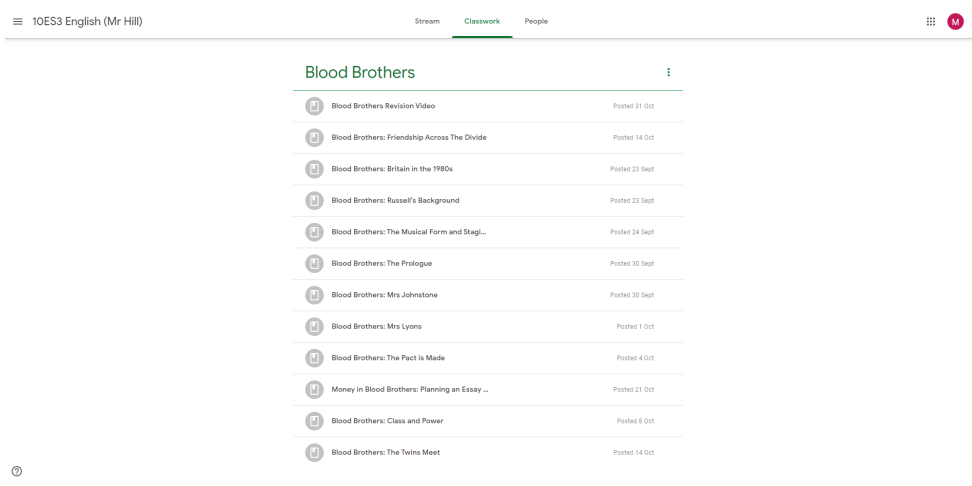 10ES3 English (Mr Hill)
Stream Classwork People
M
Blood Brothers
Blood Brothers Revision Video Posted 31 Oct
Blood Brothers: Friendship Across The Divide Posted 14 Oct
Blood Brothers: Britain in the 1980s Posted 23 Sept
Blood Brothers: Russell's Background Posted 23 Sept
Blood Brothers: The Musical Form and Stagi... Posted 24 Sept
Blood Brothers: The Prologue Posted 30 Sept
Blood Brothers: Mrs Johnstone Posted 30 Sept
Blood Brothers: Mrs Lyons Posted 1 Oct
Blood Brothers: The Pact is Made Posted 4 Oct
Money in Blood Brothers: Planning an Essay ... Posted 21 Oct
Blood Brothers: Class and Power Posted 8 Oct
Blood Brothers: The Twins Meet Posted 14 Oct